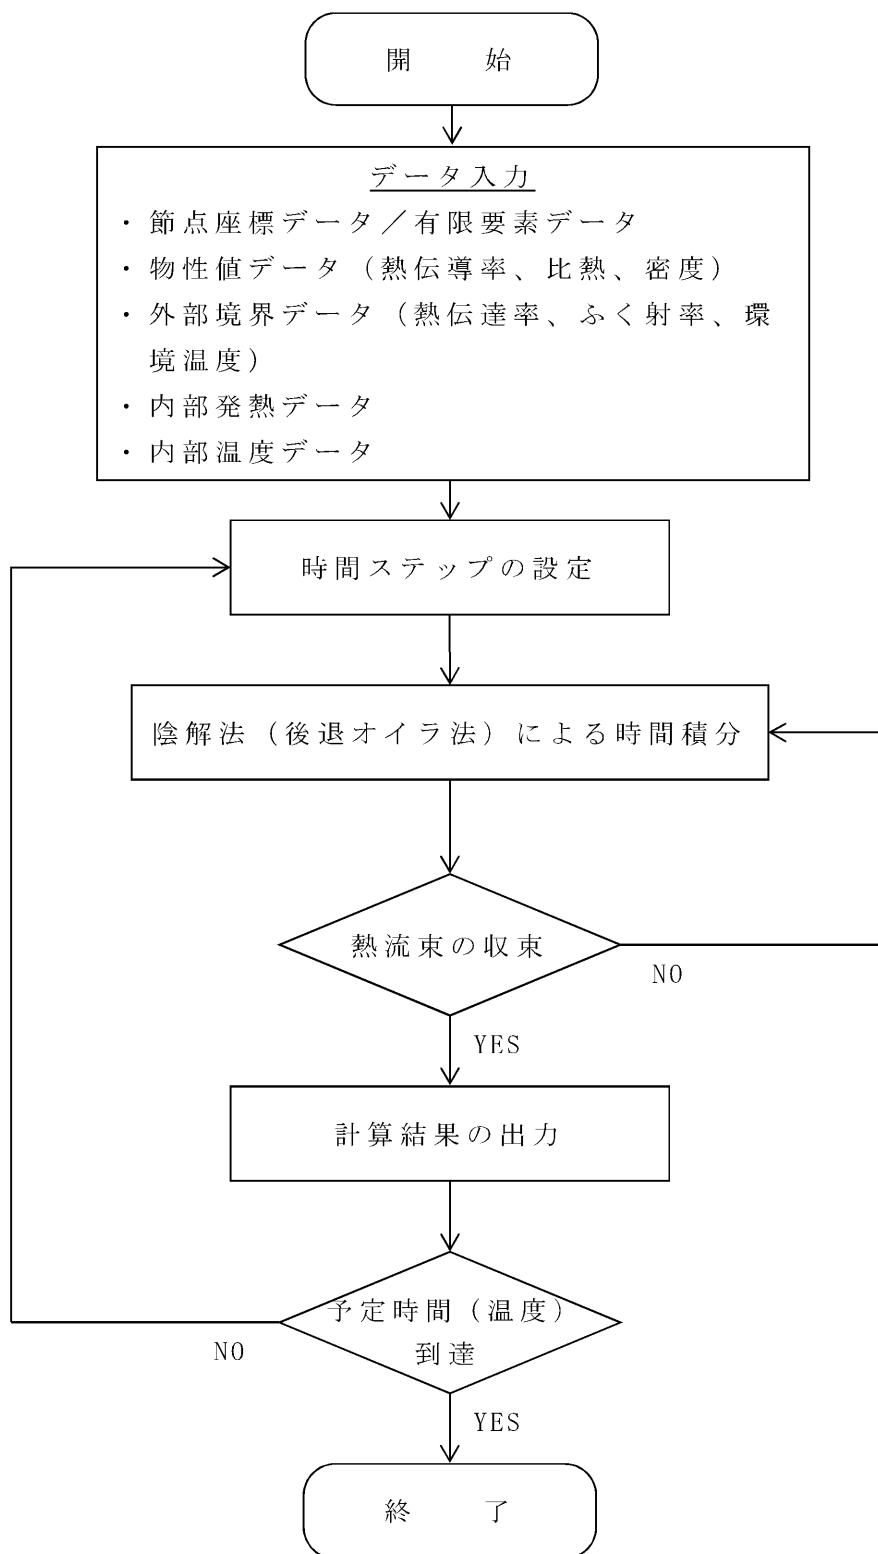 開　始
データ入力
・節点座標データ／有限要素データ
・物性値データ（熱伝導率、比熱、密度）
・外部境界データ（熱伝達率、ふく射率、環
境温度）
・内部発熱データ
・内部温度データ
時間ステップの設定
陰解法（後退オイラ法）による時間積分
熱流束の収束
NO
YES
計算結果の出力
予定時間（温度）
到達
NO
YES
終　了